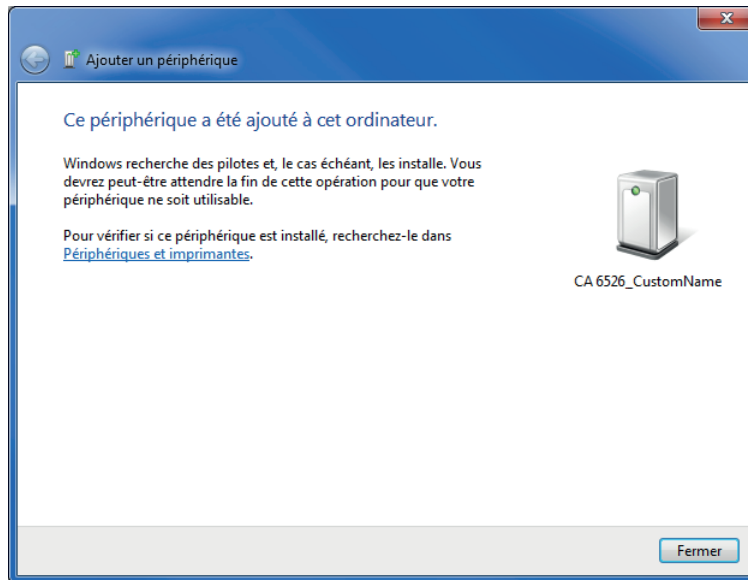 Ajouter un périphérique
Ce périphérique a été ajouté à cet ordinateur.
Windows recherche des pilotes et, le cas échéant, les installe. Vous
devrez peut-être attendre la fin de cette opération pour que votre
périphérique ne soit utilisable.
Pour vérifier si ce périphérique est installé, recherchez-le dans
Périphériques et imprimantes.
CA 6526_CustomName
Fermer